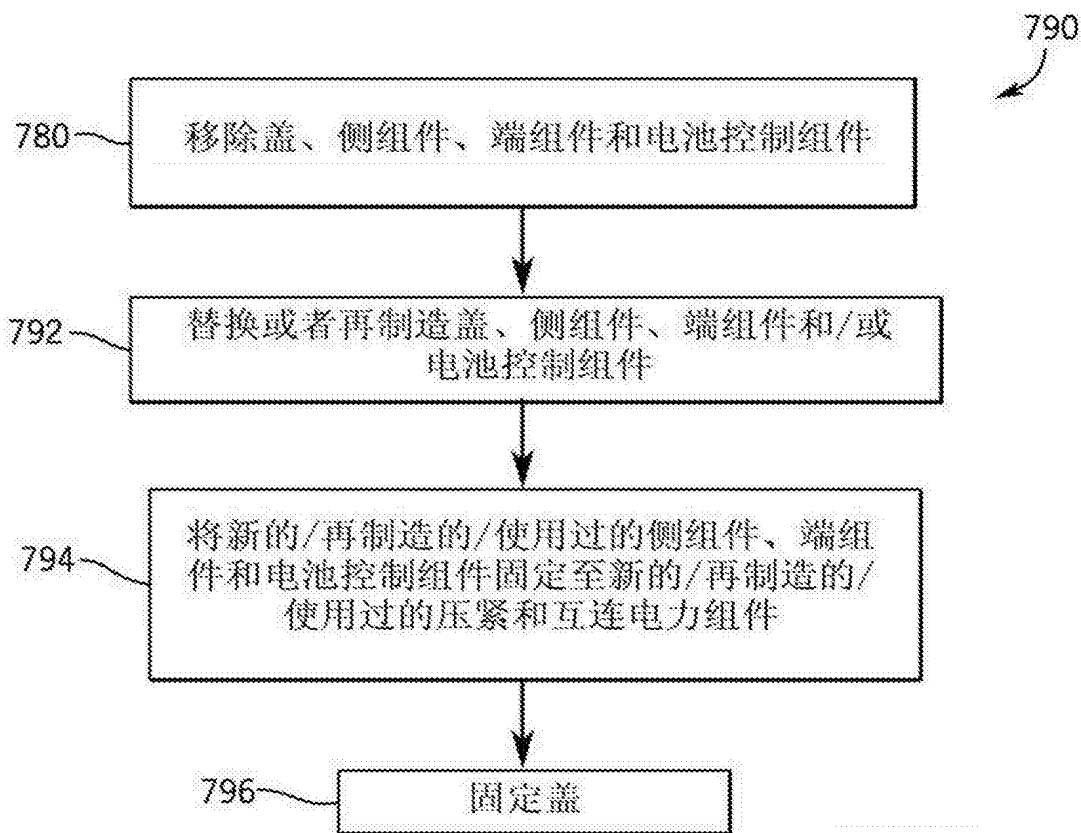 790
780
移除盖、侧组件、端组件和电池控制组件
792
替换或者再制造盖、侧组件、端组件和/或
电池控制组件
794
将新的/再制造的/使用过的侧组件、端组
件和电池控制组件固定至新的/再制造的/
使用过的压紧和互连电力组件
796
固定盖